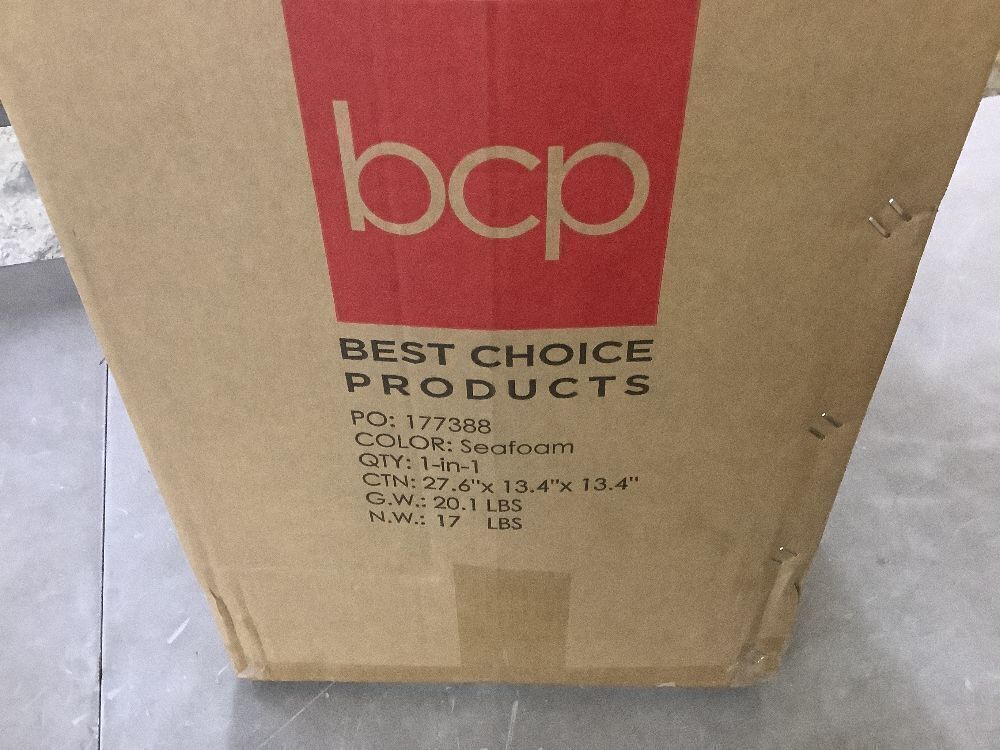 bcp
BEST CHOICE
PRODUCTS
PO: 177388
COLOR: Seafoam
QTY: 1-in-1
CTN: 27.6"x 13.4"x 13.4"
G.W.: 20.1 LBS
N.W.: 17 LBS